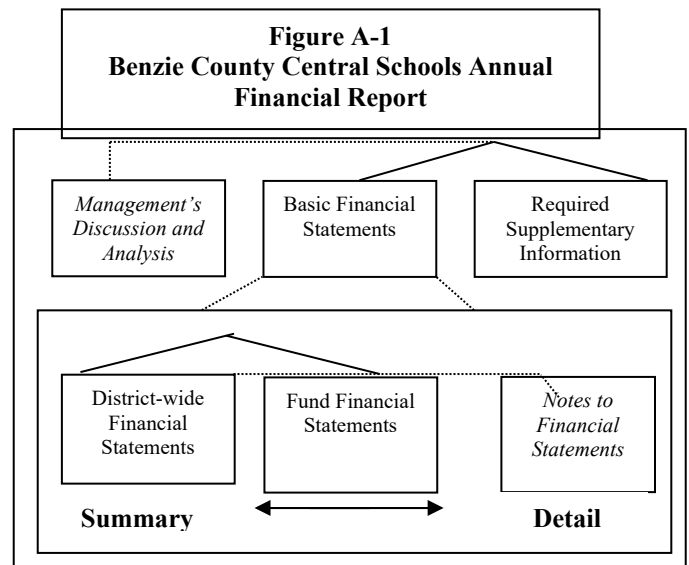 Figure A-1
Benzie County Central Schools Annual
Financial Report
Management's
Discussion and
Analysis
Basic Financial
Statements
Required
Supplementary
Information
District-wide
Financial
Statements
Fund Financial
Statements
Notes to
Financial
Statements
Summary
Detail